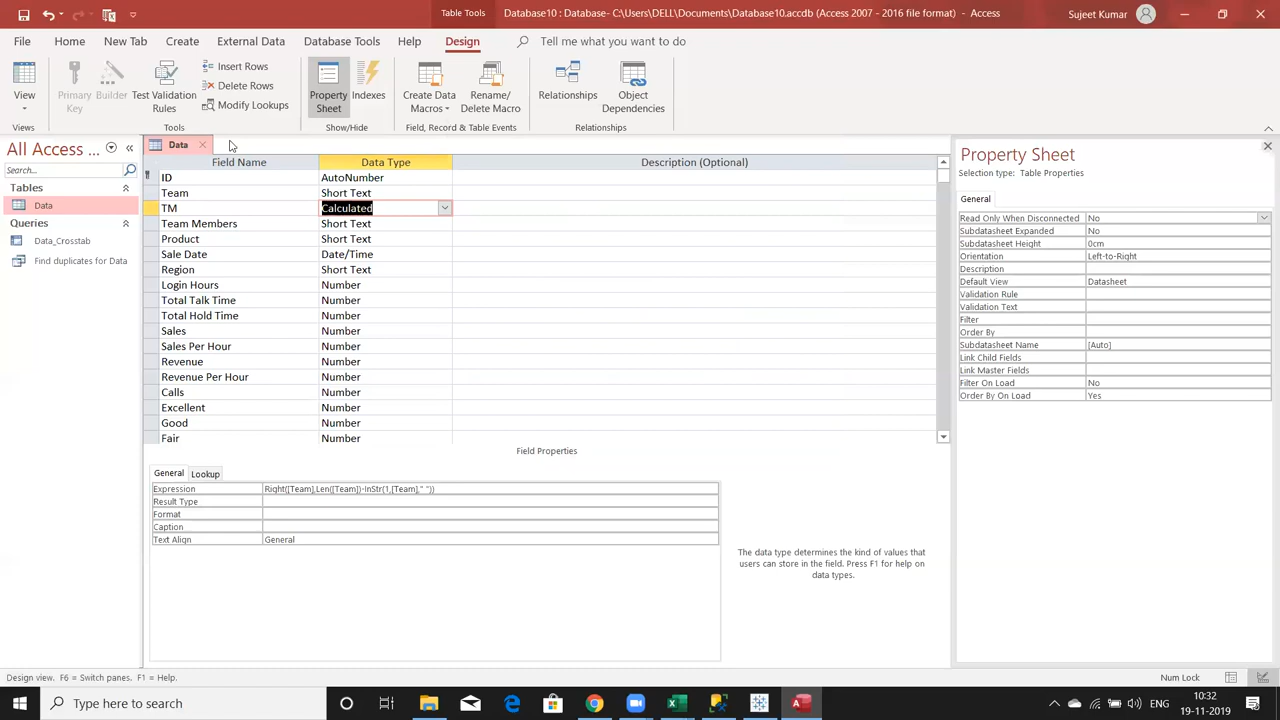 Table Tools
Database10 : Database- C:\Users\DELL\Documents\Database10.accdb (Access 2007 - 2016 file format) - Access
Sujeet Kumar
File Home New Tab Create External Data Database Tools Help Design Tell me what you want to do
View
Primary Key
Builder
Test Validation Rules
Insert Rows
Delete Rows
Modify Lookups
Property Sheet
Indexes
Create Data Macros
Rename/ Delete Macro
Relationships
Object Dependencies
Views Tools Show/Hide Field, Record & Table Events Relationships
All Access ...
Search...
Tables
Data
Queries
Data_Crosstab
Find duplicates for Data
Data
Field Name Data Type Description (Optional)
ID AutoNumber
Team Short Text
TM Calculated
Team Members Short Text
Product Short Text
Sale Date Date/Time
Region Short Text
Login Hours Number
Total Talk Time Number
Total Hold Time Number
Sales Number
Sales Per Hour Number
Revenue Number
Revenue Per Hour Number
Calls Number
Excellent Number
Good Number
Fair Number
Field Properties
General Lookup
Expression Right([Team],Len([Team])-InStr(1,[Team]," "))
Result Type
Format
Caption
Text Align General
The data type determines the kind of values that
users can store in the field. Press F1 for help on
data types.
Property Sheet
Selection type: Table Properties
General
Read Only When Disconnected No
Subdatasheet Expanded No
Subdatasheet Height 0cm
Orientation Left-to-Right
Description
Default View Datasheet
Validation Rule
Validation Text
Filter
Order By
Subdatasheet Name [Auto]
Link Child Fields
Link Master Fields
Filter On Load No
Order By On Load Yes
Design view. F6 = Switch panes. F1 = Help.
Num Lock
Type here to search
ENG
10:32
19-11-2019